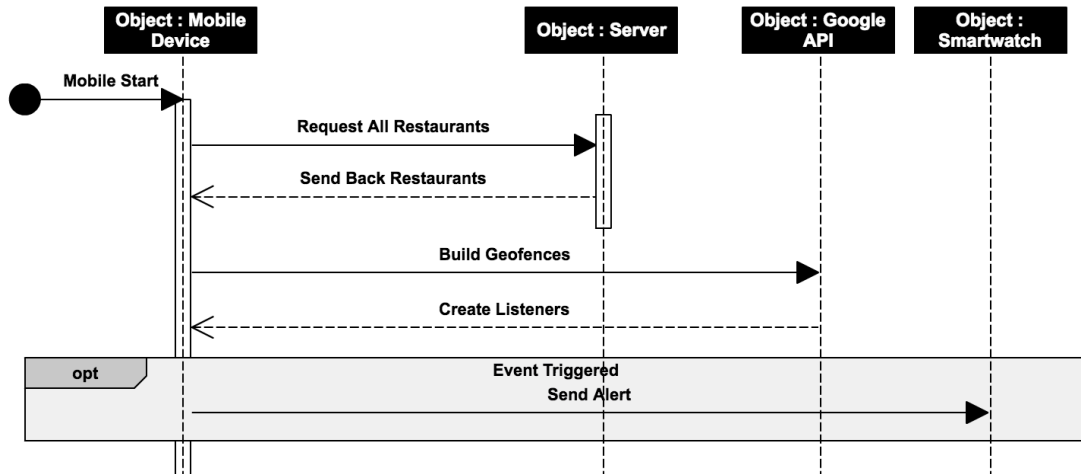 Object : Mobile
Device
Object : Server
Object : Google
API
Object :
Smartwatch
Mobile Start
Request All Restaurants
Send Back Restaurants
Build Geofences
Create Listeners
opt
Event Triggered
Send Alert